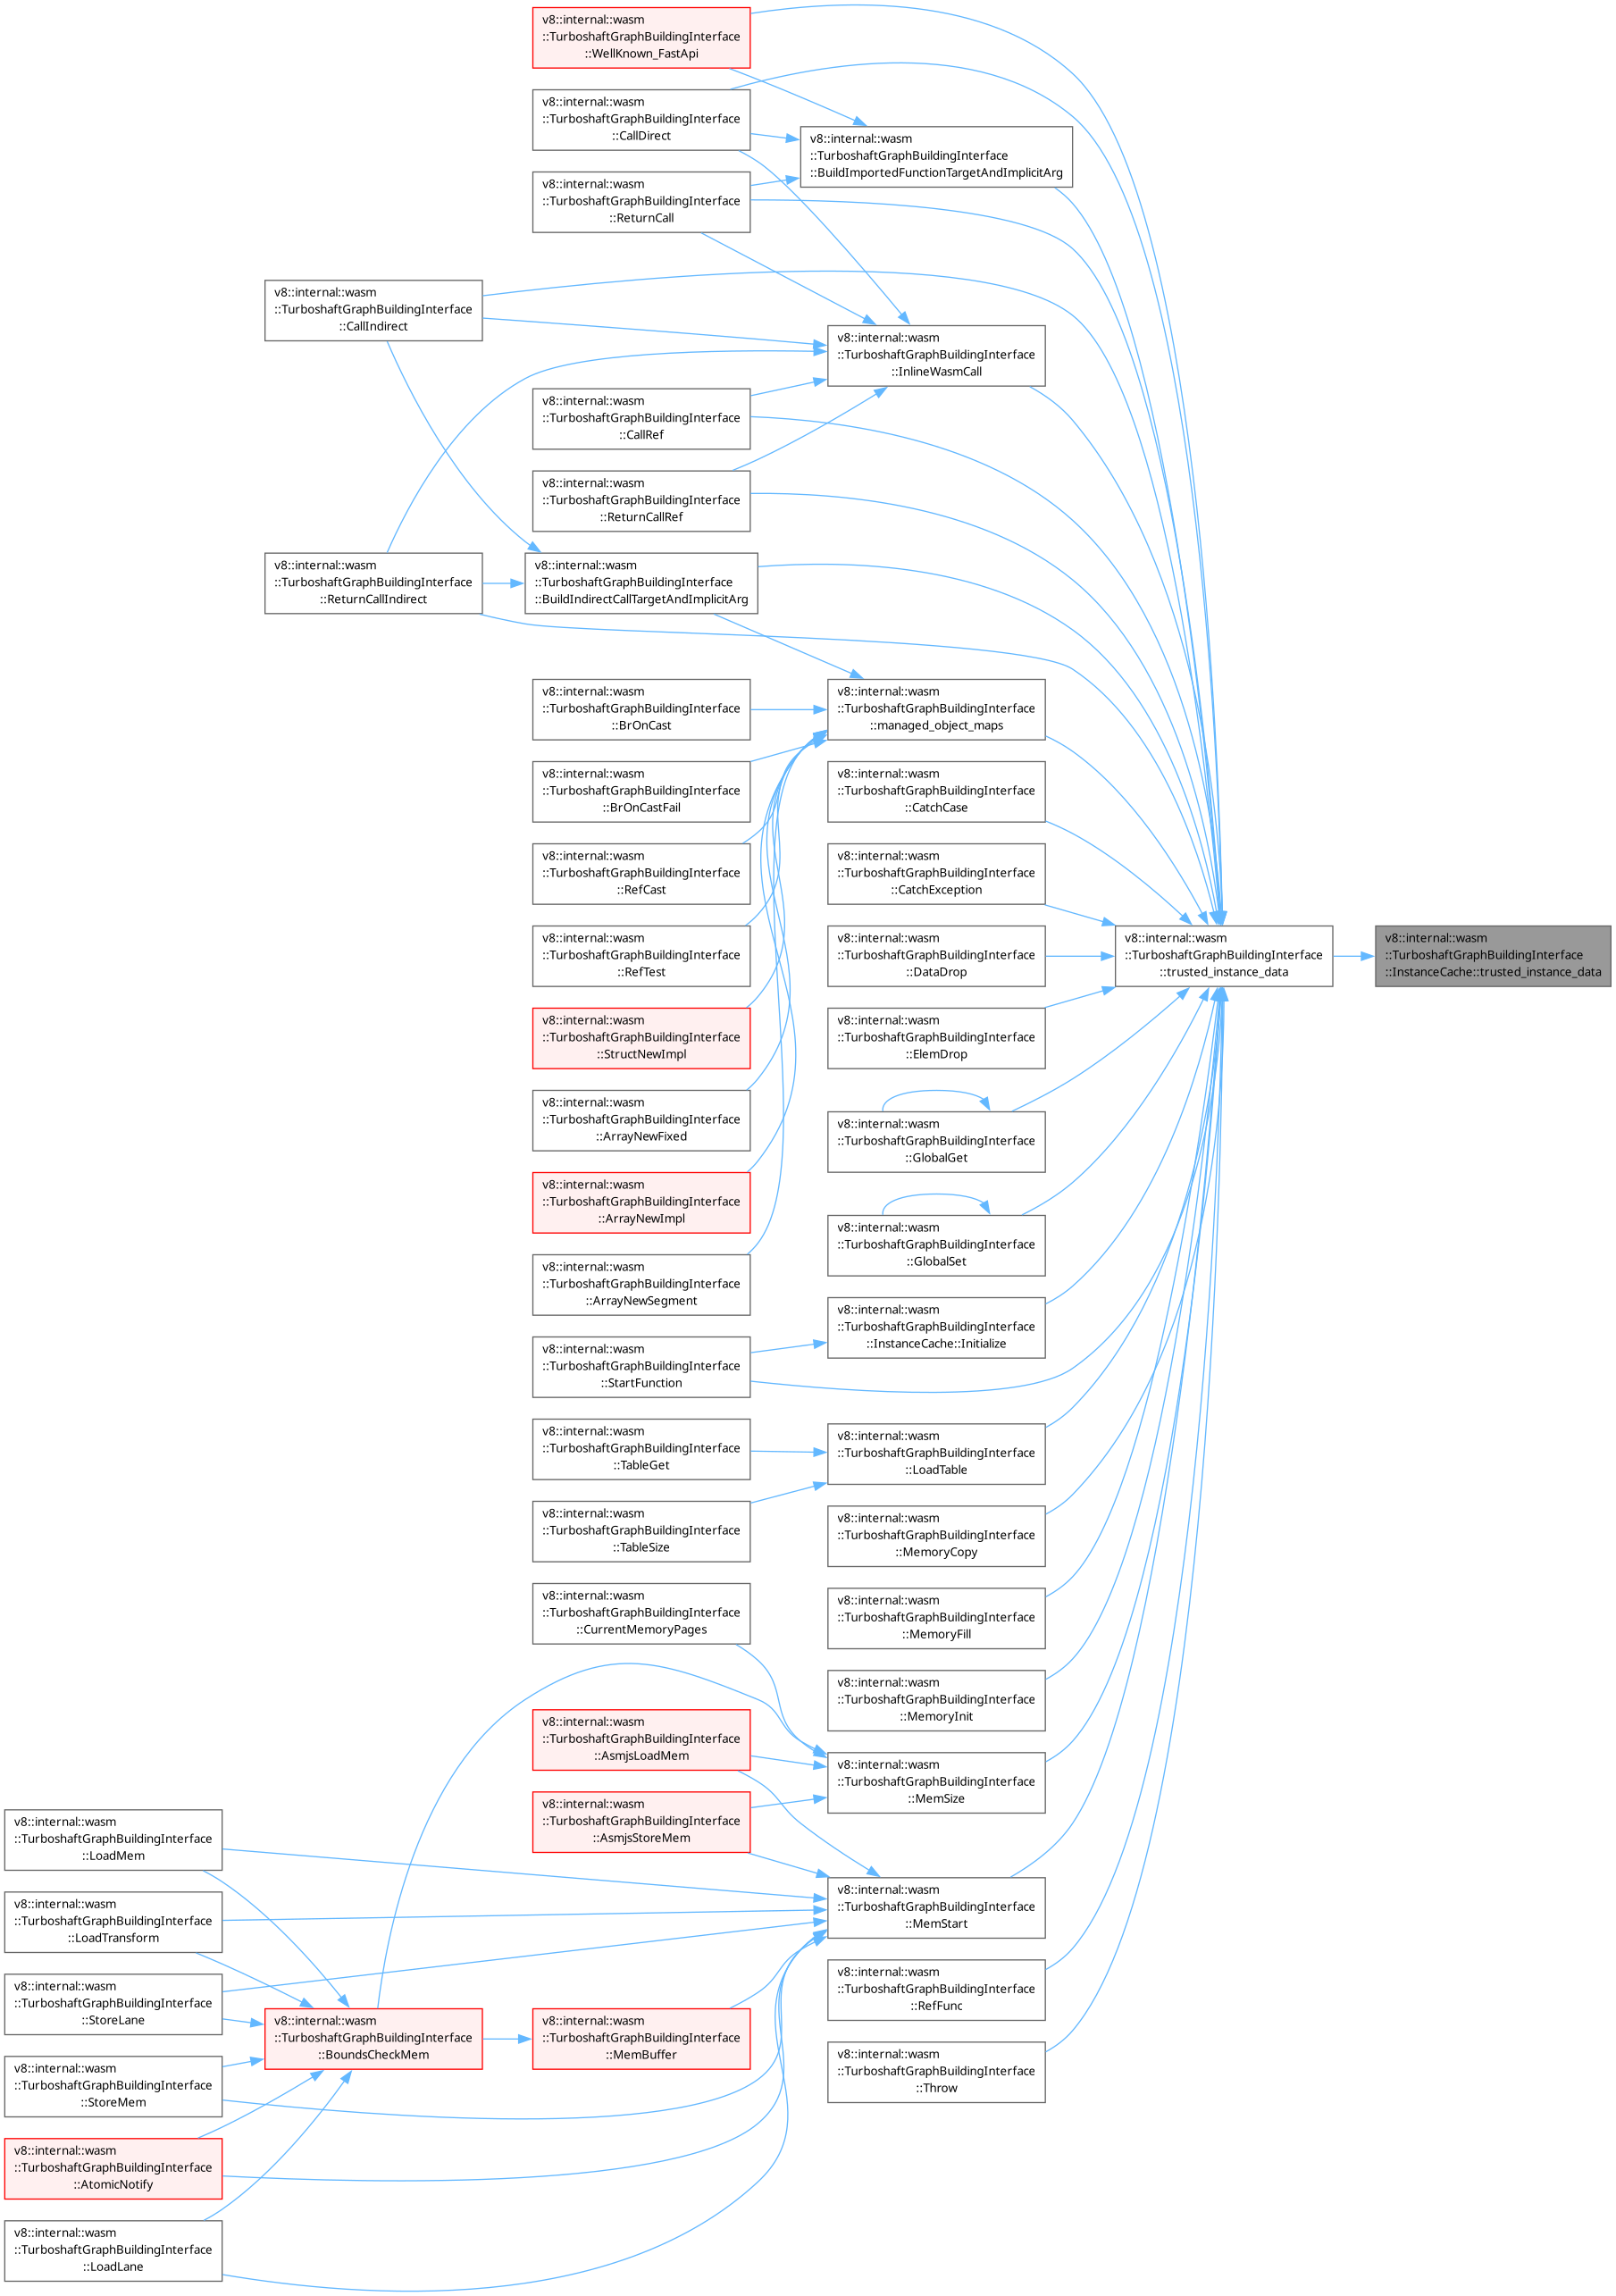 v8::internal::wasm
::TurboshaftGraphBuildingInterface
::WellKnown_FastApi
v8::internal::wasm
::TurboshaftGraphBuildingInterface
::CallDirect
v8::internal::wasm
::TurboshaftGraphBuildingInterface
::BuildImportedFunctionTargetAndImplicitArg
v8::internal::wasm
::TurboshaftGraphBuildingInterface
::ReturnCall
v8::internal::wasm
::TurboshaftGraphBuildingInterface
::CallIndirect
v8::internal::wasm
::TurboshaftGraphBuildingInterface
::InlineWasmCall
v8::internal::wasm
::TurboshaftGraphBuildingInterface
::CallRef
v8::internal::wasm
::TurboshaftGraphBuildingInterface
::ReturnCallRef
v8::internal::wasm
::TurboshaftGraphBuildingInterface
::ReturnCallIndirect
v8::internal::wasm
::TurboshaftGraphBuildingInterface
::BuildIndirectCallTargetAndImplicitArg
v8::internal::wasm
::TurboshaftGraphBuildingInterface
::BrOnCast
v8::internal::wasm
::TurboshaftGraphBuildingInterface
::managed_object_maps
v8::internal::wasm
::TurboshaftGraphBuildingInterface
::BrOnCastFail
v8::internal::wasm
::TurboshaftGraphBuildingInterface
::CatchCase
v8::internal::wasm
::TurboshaftGraphBuildingInterface
::RefCast
v8::internal::wasm
::TurboshaftGraphBuildingInterface
::CatchException
v8::internal::wasm
::TurboshaftGraphBuildingInterface
::RefTest
v8::internal::wasm
::TurboshaftGraphBuildingInterface
::DataDrop
v8::internal::wasm
::TurboshaftGraphBuildingInterface
::trusted_instance_data
v8::internal::wasm
::TurboshaftGraphBuildingInterface
::InstanceCache::trusted_instance_data
v8::internal::wasm
::TurboshaftGraphBuildingInterface
::StructNewImpl
v8::internal::wasm
::TurboshaftGraphBuildingInterface
::ElemDrop
v8::internal::wasm
::TurboshaftGraphBuildingInterface
::ArrayNewFixed
v8::internal::wasm
::TurboshaftGraphBuildingInterface
::GlobalGet
v8::internal::wasm
::TurboshaftGraphBuildingInterface
::ArrayNewImpl
v8::internal::wasm
::TurboshaftGraphBuildingInterface
::GlobalSet
v8::internal::wasm
::TurboshaftGraphBuildingInterface
::ArrayNewSegment
v8::internal::wasm
::TurboshaftGraphBuildingInterface
::InstanceCache::Initialize
v8::internal::wasm
::TurboshaftGraphBuildingInterface
::StartFunction
v8::internal::wasm
::TurboshaftGraphBuildingInterface
::TableGet
v8::internal::wasm
::TurboshaftGraphBuildingInterface
::LoadTable
v8::internal::wasm
::TurboshaftGraphBuildingInterface
::TableSize
v8::internal::wasm
::TurboshaftGraphBuildingInterface
::MemoryCopy
v8::internal::wasm
::TurboshaftGraphBuildingInterface
::CurrentMemoryPages
v8::internal::wasm
::TurboshaftGraphBuildingInterface
::MemoryFill
v8::internal::wasm
::TurboshaftGraphBuildingInterface
::MemoryInit
v8::internal::wasm
::TurboshaftGraphBuildingInterface
::AsmjsLoadMem
v8::internal::wasm
::TurboshaftGraphBuildingInterface
::MemSize
v8::internal::wasm
::TurboshaftGraphBuildingInterface
::AsmjsStoreMem
v8::internal::wasm
::TurboshaftGraphBuildingInterface
::LoadMem
v8::internal::wasm
::TurboshaftGraphBuildingInterface
::MemStart
v8::internal::wasm
::TurboshaftGraphBuildingInterface
::LoadTransform
v8::internal::wasm
::TurboshaftGraphBuildingInterface
::RefFunc
v8::internal::wasm
::TurboshaftGraphBuildingInterface
::StoreLane
v8::internal::wasm
::TurboshaftGraphBuildingInterface
::BoundsCheckMem
v8::internal::wasm
::TurboshaftGraphBuildingInterface
::MemBuffer
v8::internal::wasm
::TurboshaftGraphBuildingInterface
::Throw
v8::internal::wasm
::TurboshaftGraphBuildingInterface
::StoreMem
v8::internal::wasm
::TurboshaftGraphBuildingInterface
::AtomicNotify
v8::internal::wasm
::TurboshaftGraphBuildingInterface
::LoadLane